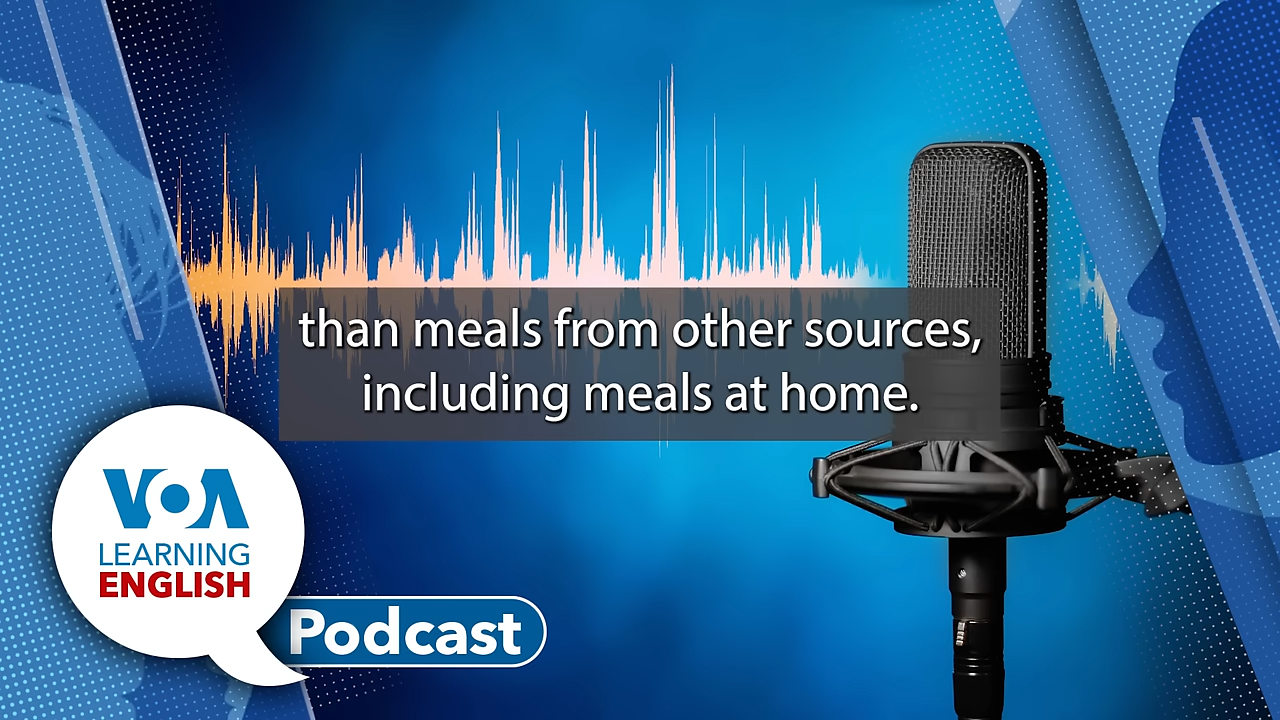 than meals from other sources,
including meals at home.
VOA
LEARNING
ENGLISH
Podcast